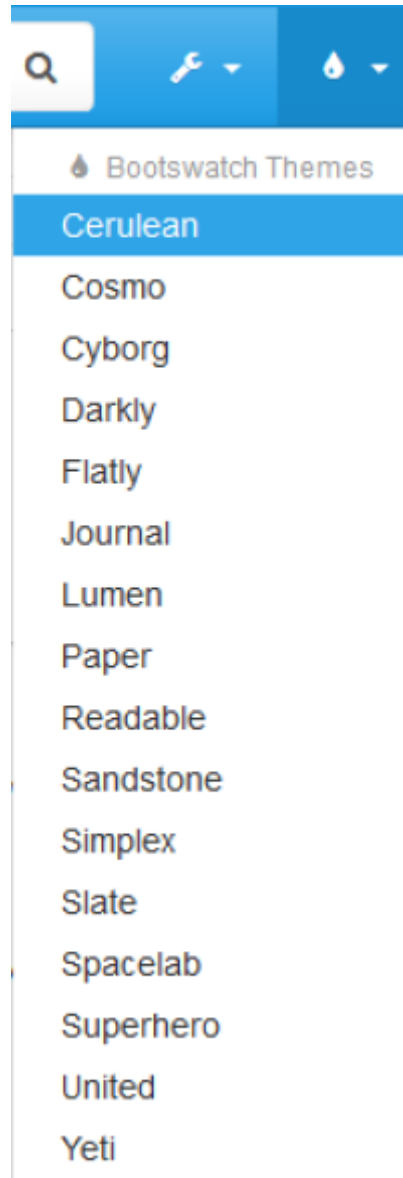 Bootswatch Themes
Cerulean
Cosmo
Cyborg
Darkly
Flatly
Journal
Lumen
Paper
Readable
Sandstone
Simplex
Slate
Spacelab
Superhero
United
Yeti